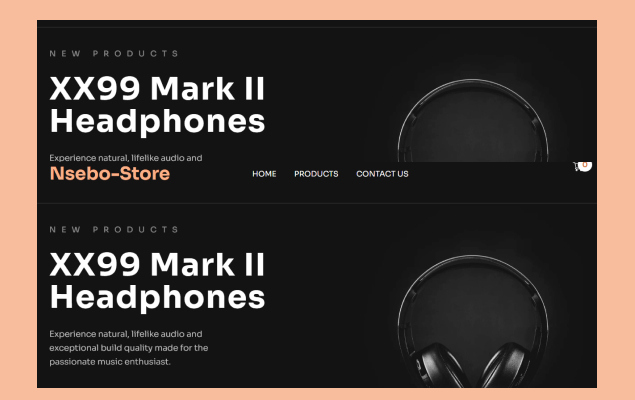 NEW PRODUCTS
XX99 Mark II
Headphones
Experience natural, lifelike audio and
Nsebo-Store HOME PRODUCTS CONTACT US 0
NEW PRODUCTS
XX99 Mark II
Headphones
Experience natural, lifelike audio and
exceptional build quality made for the
passionate music enthusiast.